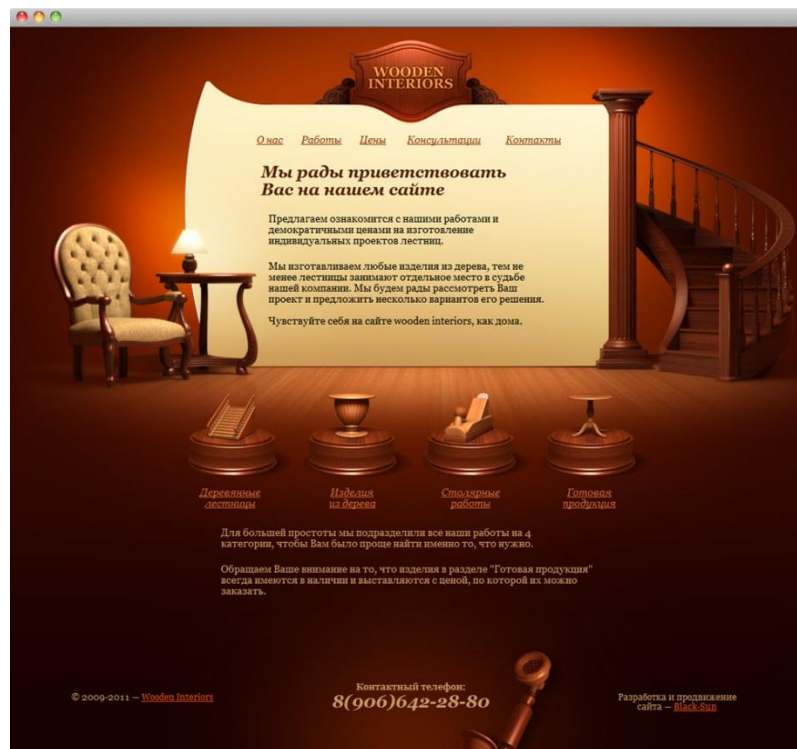 WOODEN
INTERIORS
О нас Работы Цены Консультации Контакты
Мы рады приветствовать
Вас на нашем сайте
Предлагаем ознакомится с нашими работами и
демократичными ценами на изготовление
индивидуальных проектов лестниц.
Мы изготавливаем любые изделия из дерева, тем не
менее лестницы занимают отдельное место в судьбе
нашей компании. Мы будем рады рассмотреть Ваш
проект и предложить несколько вариантов его решения.
Чувствуйте себя на сайте wooden interiors, как дома.
Деревянные
лестницы
Изделия
из дерева
Столярные
работы
Готовая
продукция
Для большей простоты мы подразделили все наши работы на 4
категории, чтобы Вам было проще найти именно то, что нужно.
Обращаем Ваше внимание на то, что изделия в разделе "Готовая продукция"
всегда имеются в наличии и выставляются с ценой, по которой их можно
заказать.
© 2009-2011 — Wooden Interiors
Контактный телефон:
8(906)642-28-80
Разработка и продвижение
сайта — Black-Sun